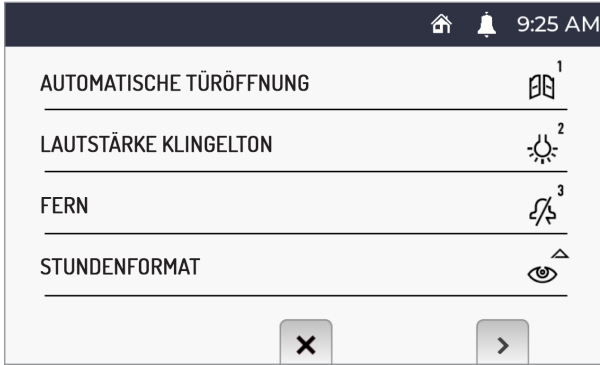 9:25 AM
AUTOMATISCHE TÜRÖFFNUNG 1
LAUTSTÄRKE KLINGELTON 2
FERN 3
STUNDENFORMAT